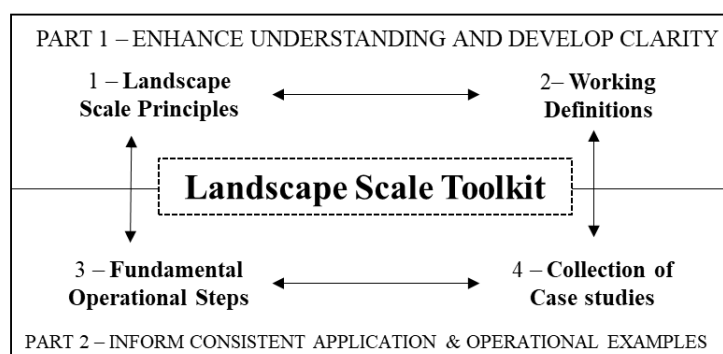 PART 1 – ENHANCE UNDERSTANDING AND DEVELOP CLARITY
1 – Landscape
Scale Principles
2– Working
Definitions
Landscape Scale Toolkit
3 – Fundamental
Operational Steps
4 – Collection of
Case studies
PART 2 – INFORM CONSISTENT APPLICATION & OPERATIONAL EXAMPLES